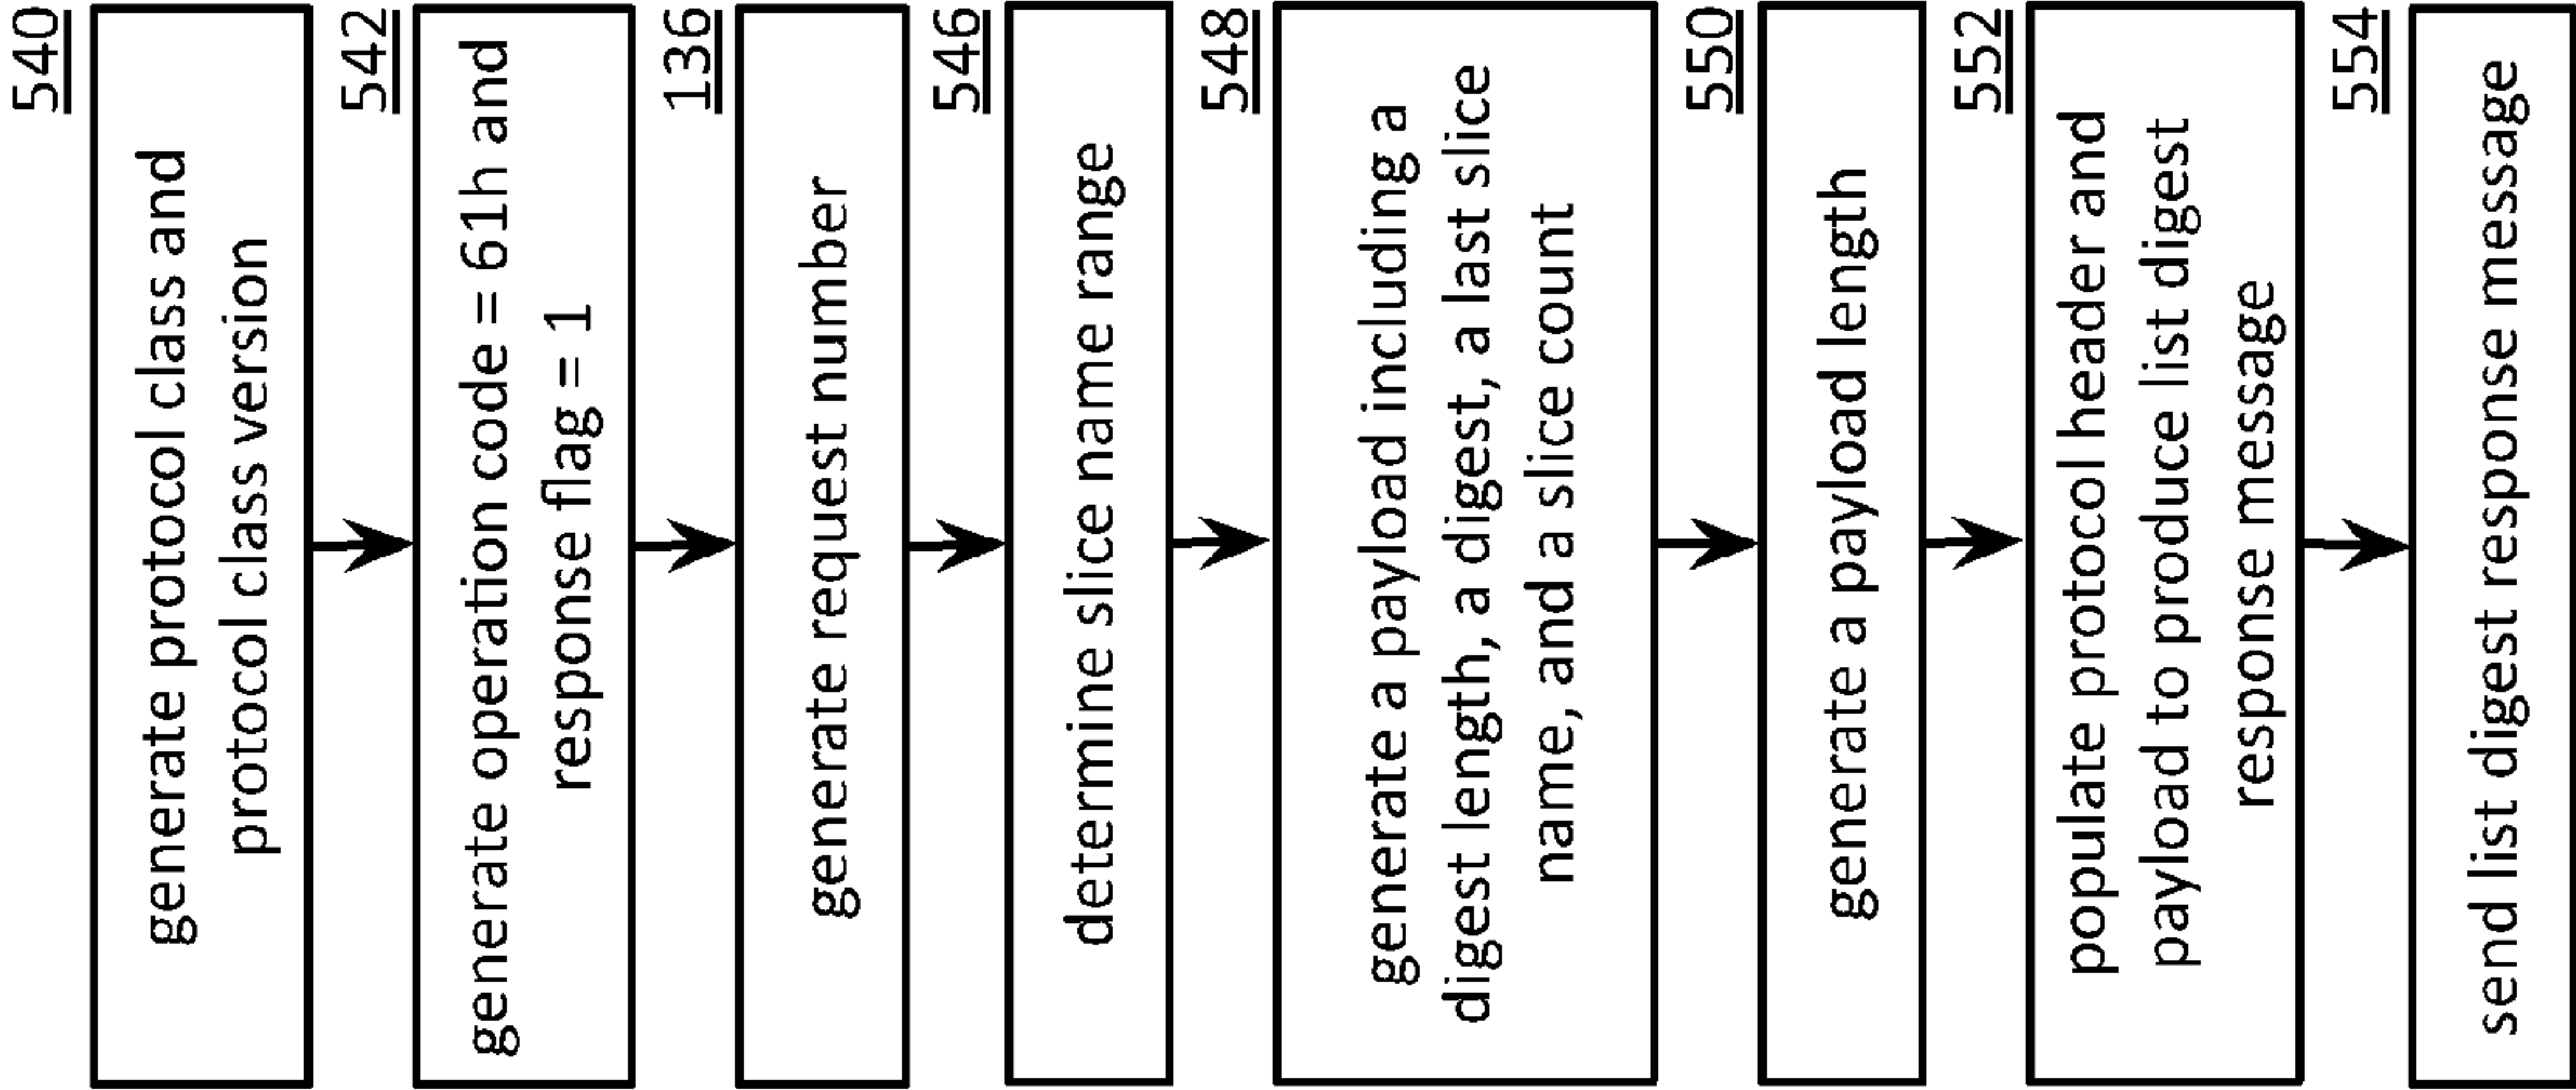 540
generate protocol class and
protocol class version
542
generate operation code = 61h and
response flag = 1
136
generate request number
546
determine slice name range
548
generate a payload including a
digest length, a digest, a last slice
name, and a slice count
550
generate a payload length
552
populate protocol header and
payload to produce list digest
response message
554
send list digest response message